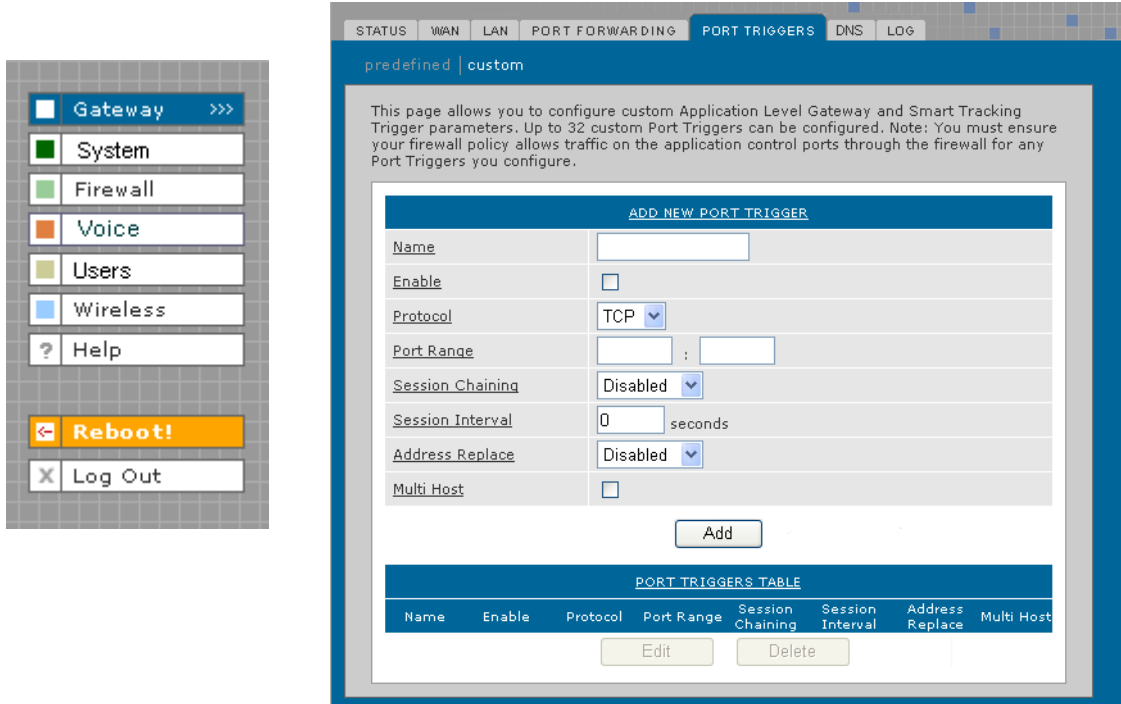 Gateway >>>
System
Firewall
Voice
Users
Wireless
? Help
Reboot!
X Log Out
STATUS WAN LAN PORT FORWARDING PORT TRIGGERS DNS LOG
predefined | custom
This page allows you to configure custom Application Level Gateway and Smart Tracking
Trigger parameters. Up to 32 custom Port Triggers can be configured. Note: You must ensure
your firewall policy allows traffic on the application control ports through the firewall for any
Port Triggers you configure.
ADD NEW PORT TRIGGER
Name
Enable
Protocol TCP
Port Range :
Session Chaining Disabled
Session Interval 0 seconds
Address Replace Disabled
Multi Host
Add
PORT TRIGGERS TABLE
Name Enable Protocol Port Range Session Chaining Session Interval Address Replace Multi Host
Edit Delete